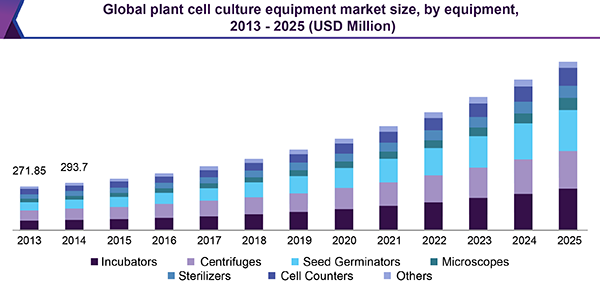 Global plant cell culture equipment market size, by equipment,
2013 - 2025 (USD Million)
271.85 293.7
2013 2014 2015 2016 2017 2018 2019 2020 2021 2022 2023 2024 2025
Incubators Centrifuges Seed Germinators Microscopes
Sterilizers Cell Counters Others